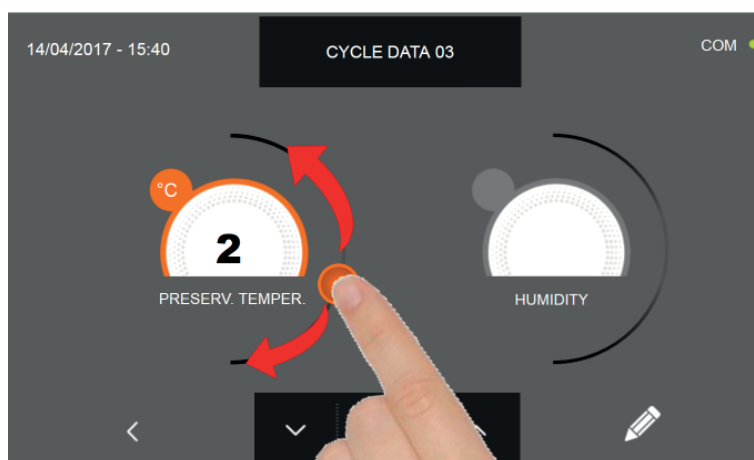 14/04/2017 - 15:40
CYCLE DATA 03
COM
°C
2
PRESERV. TEMPER.
HUMIDITY